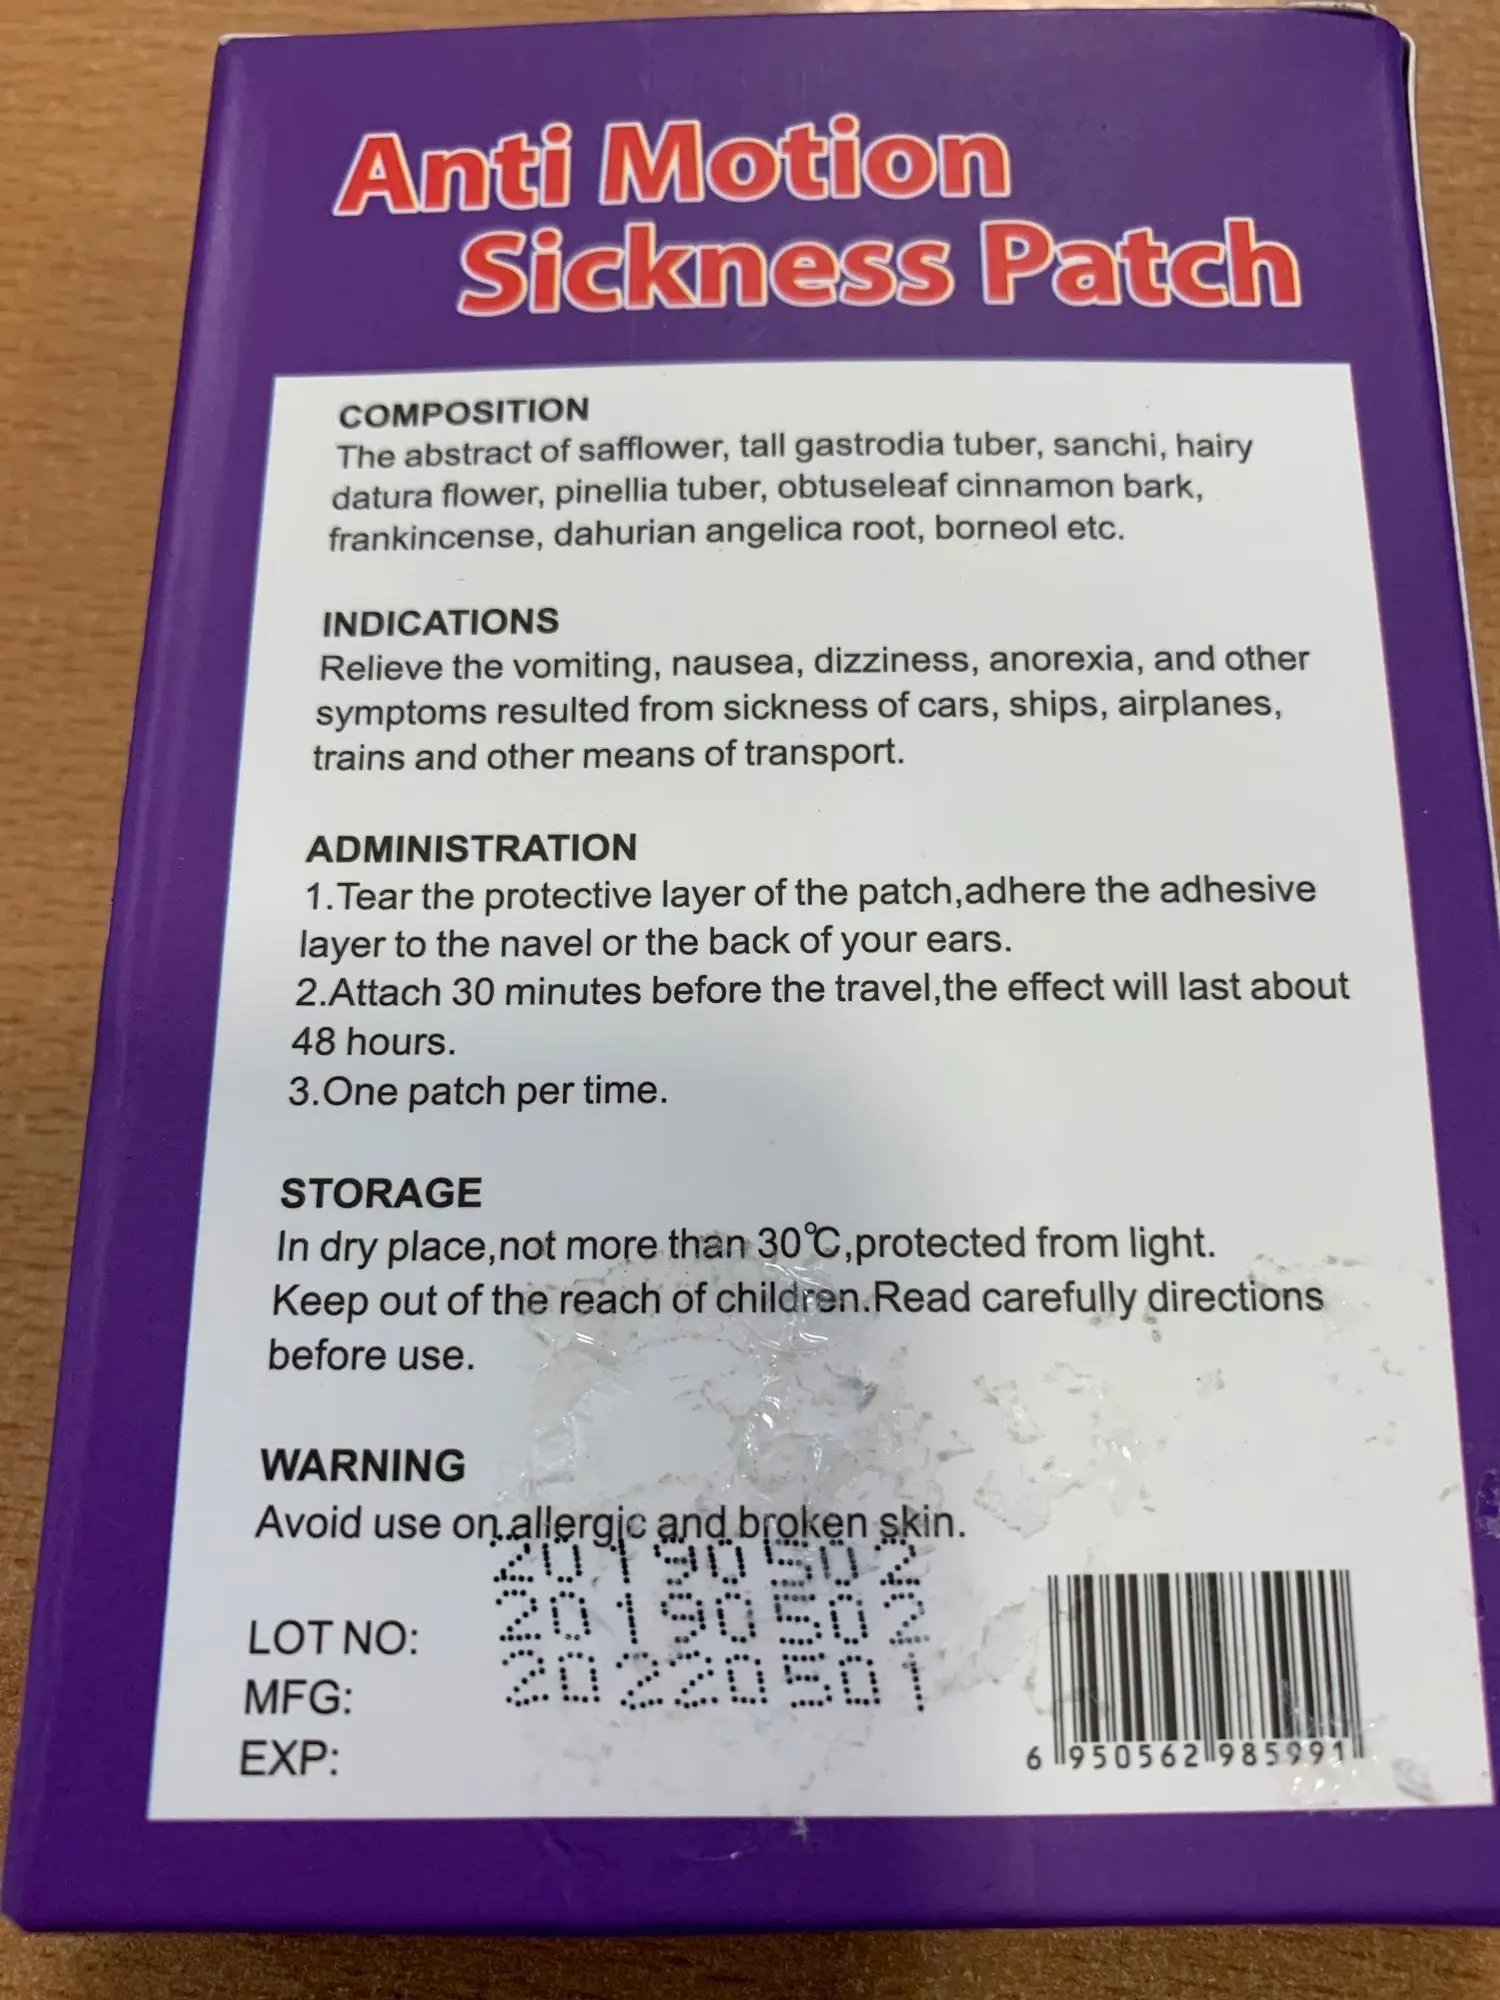 Anti Motion
Sickness Patch
COMPOSITION
The abstract of safflower, tall gastrodia tuber, sanchi, hairy
datura flower, pinellia tuber, obtuseleaf cinnamon bark,
frankincense, dahurian angelica root, borneol etc.
INDICATIONS
Relieve the vomiting, nausea, dizziness, anorexia, and other
symptoms resulted from sickness of cars, ships, airplanes,
trains and other means of transport.
ADMINISTRATION
1.Tear the protective layer of the patch,adhere the adhesive
layer to the navel or the back of your ears.
2.Attach 30 minutes before the travel,the effect will last about
48 hours.
3.One patch per time.
STORAGE
In dry place,not more than 30℃,protected from light.
Keep out of the reach of children.Read carefully directions
before use.
WARNING
Avoid use on allergic and broken skin.
20190502
LOT NO: 20190502
MFG: 20220501
EXP:
6 950562 985991